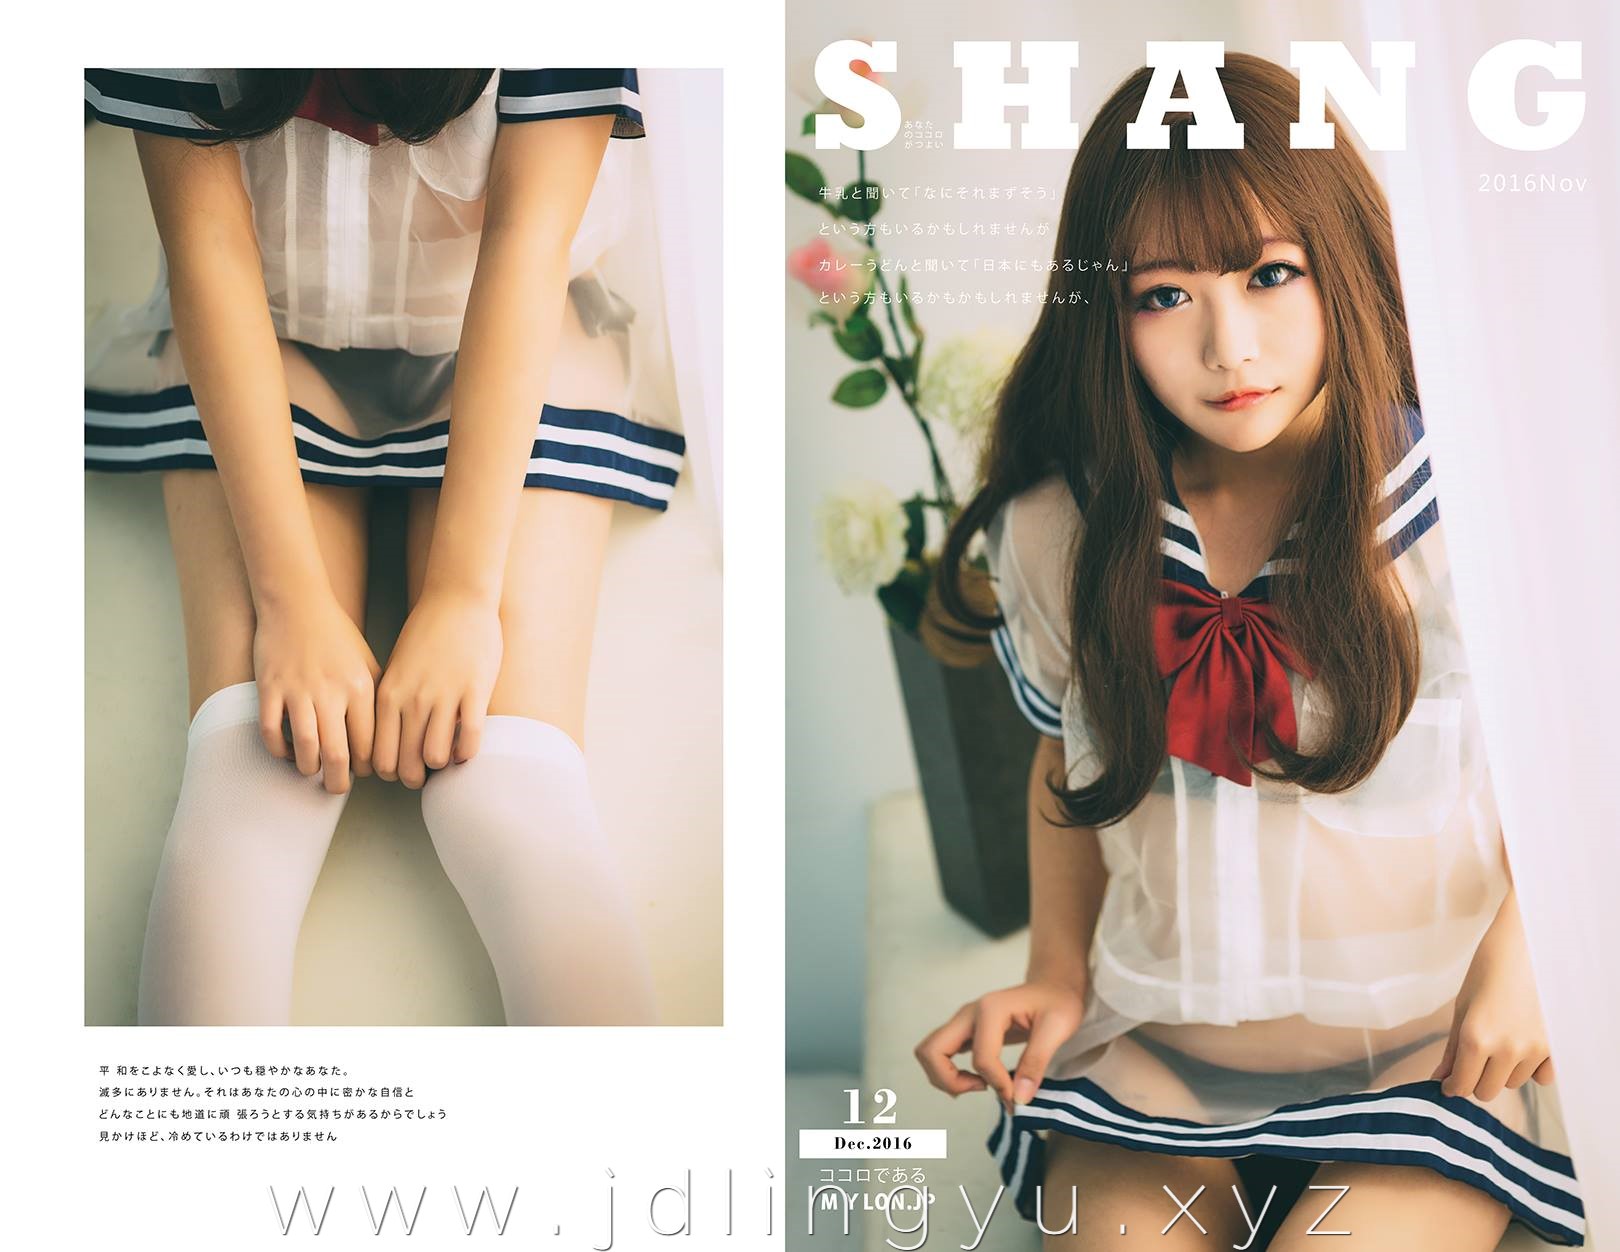 平 和をこよなく愛し、いつも穏やかなあなた。
滅多にありません。それはあなたの心の中に密かな自信と
どんなことにも地道に頑 張ろうとする気持ちがあるからでしょう
見かけほど、冷めているわけではありません
SHANG
あなた
のココロ
がつよい
2016Nov
牛乳と聞いて「なにそれまずそう」
という方もいるかもしれませんが
カレーうどんと聞いて「日本にもあるじゃん」
という方もいるかもかもしれませんが、
12
Dec.2016
ココロである
MYLON.JP
www.jdlingyu.xyz